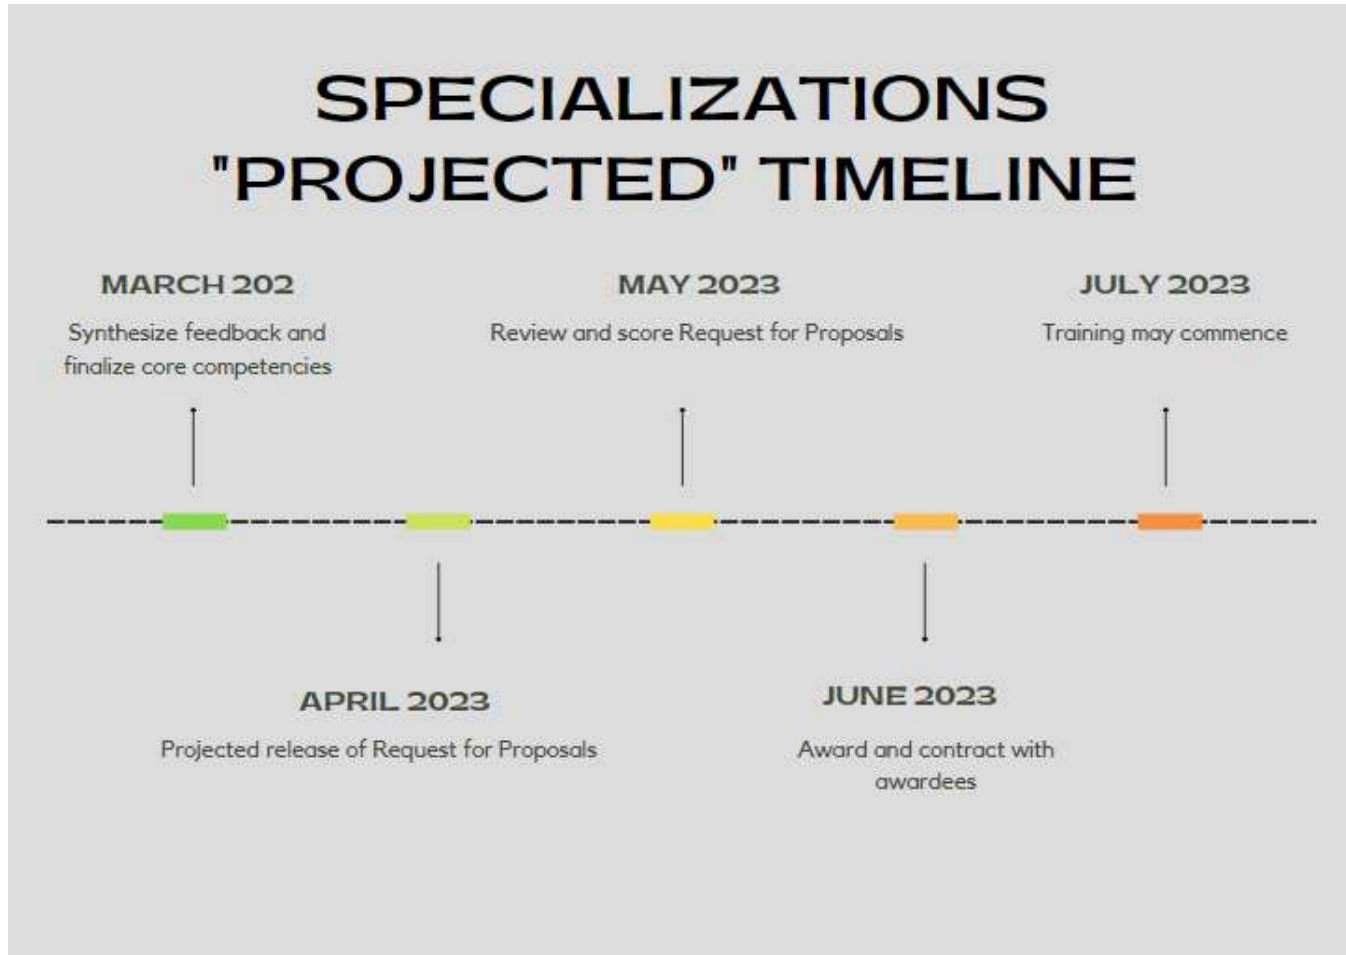 SPECIALIZATIONS
"PROJECTED" TIMELINE
MARCH 202
Synthesize feedback and
finalize core competencies
MAY 2023
Review and score Request for Proposals
JULY 2023
Training may commence
APRIL 2023
Projected release of Request for Proposals
JUNE 2023
Award and contract with
awardees